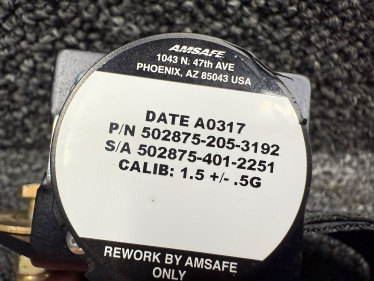 AMSAFE
1043 N. 47th AVE
PHOENIX, AZ 85043 USA
DATE A0317
P/N 502875-205-3192
S/A 502875-401-2251
CALIB: 1.5 +/- .5G
REWORK BY AMSAFE
ONLY